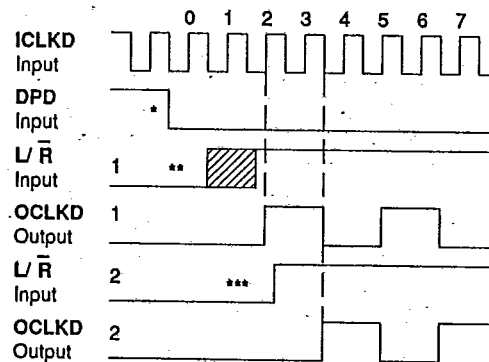 0 1 2 3 4 5 6 7
ICLKD
Input
DPD
Input
*
L/ R̅
Input
1
**
OCLKD
Output
1
L/ R̅
Input
2
***
OCLKD
Output
2